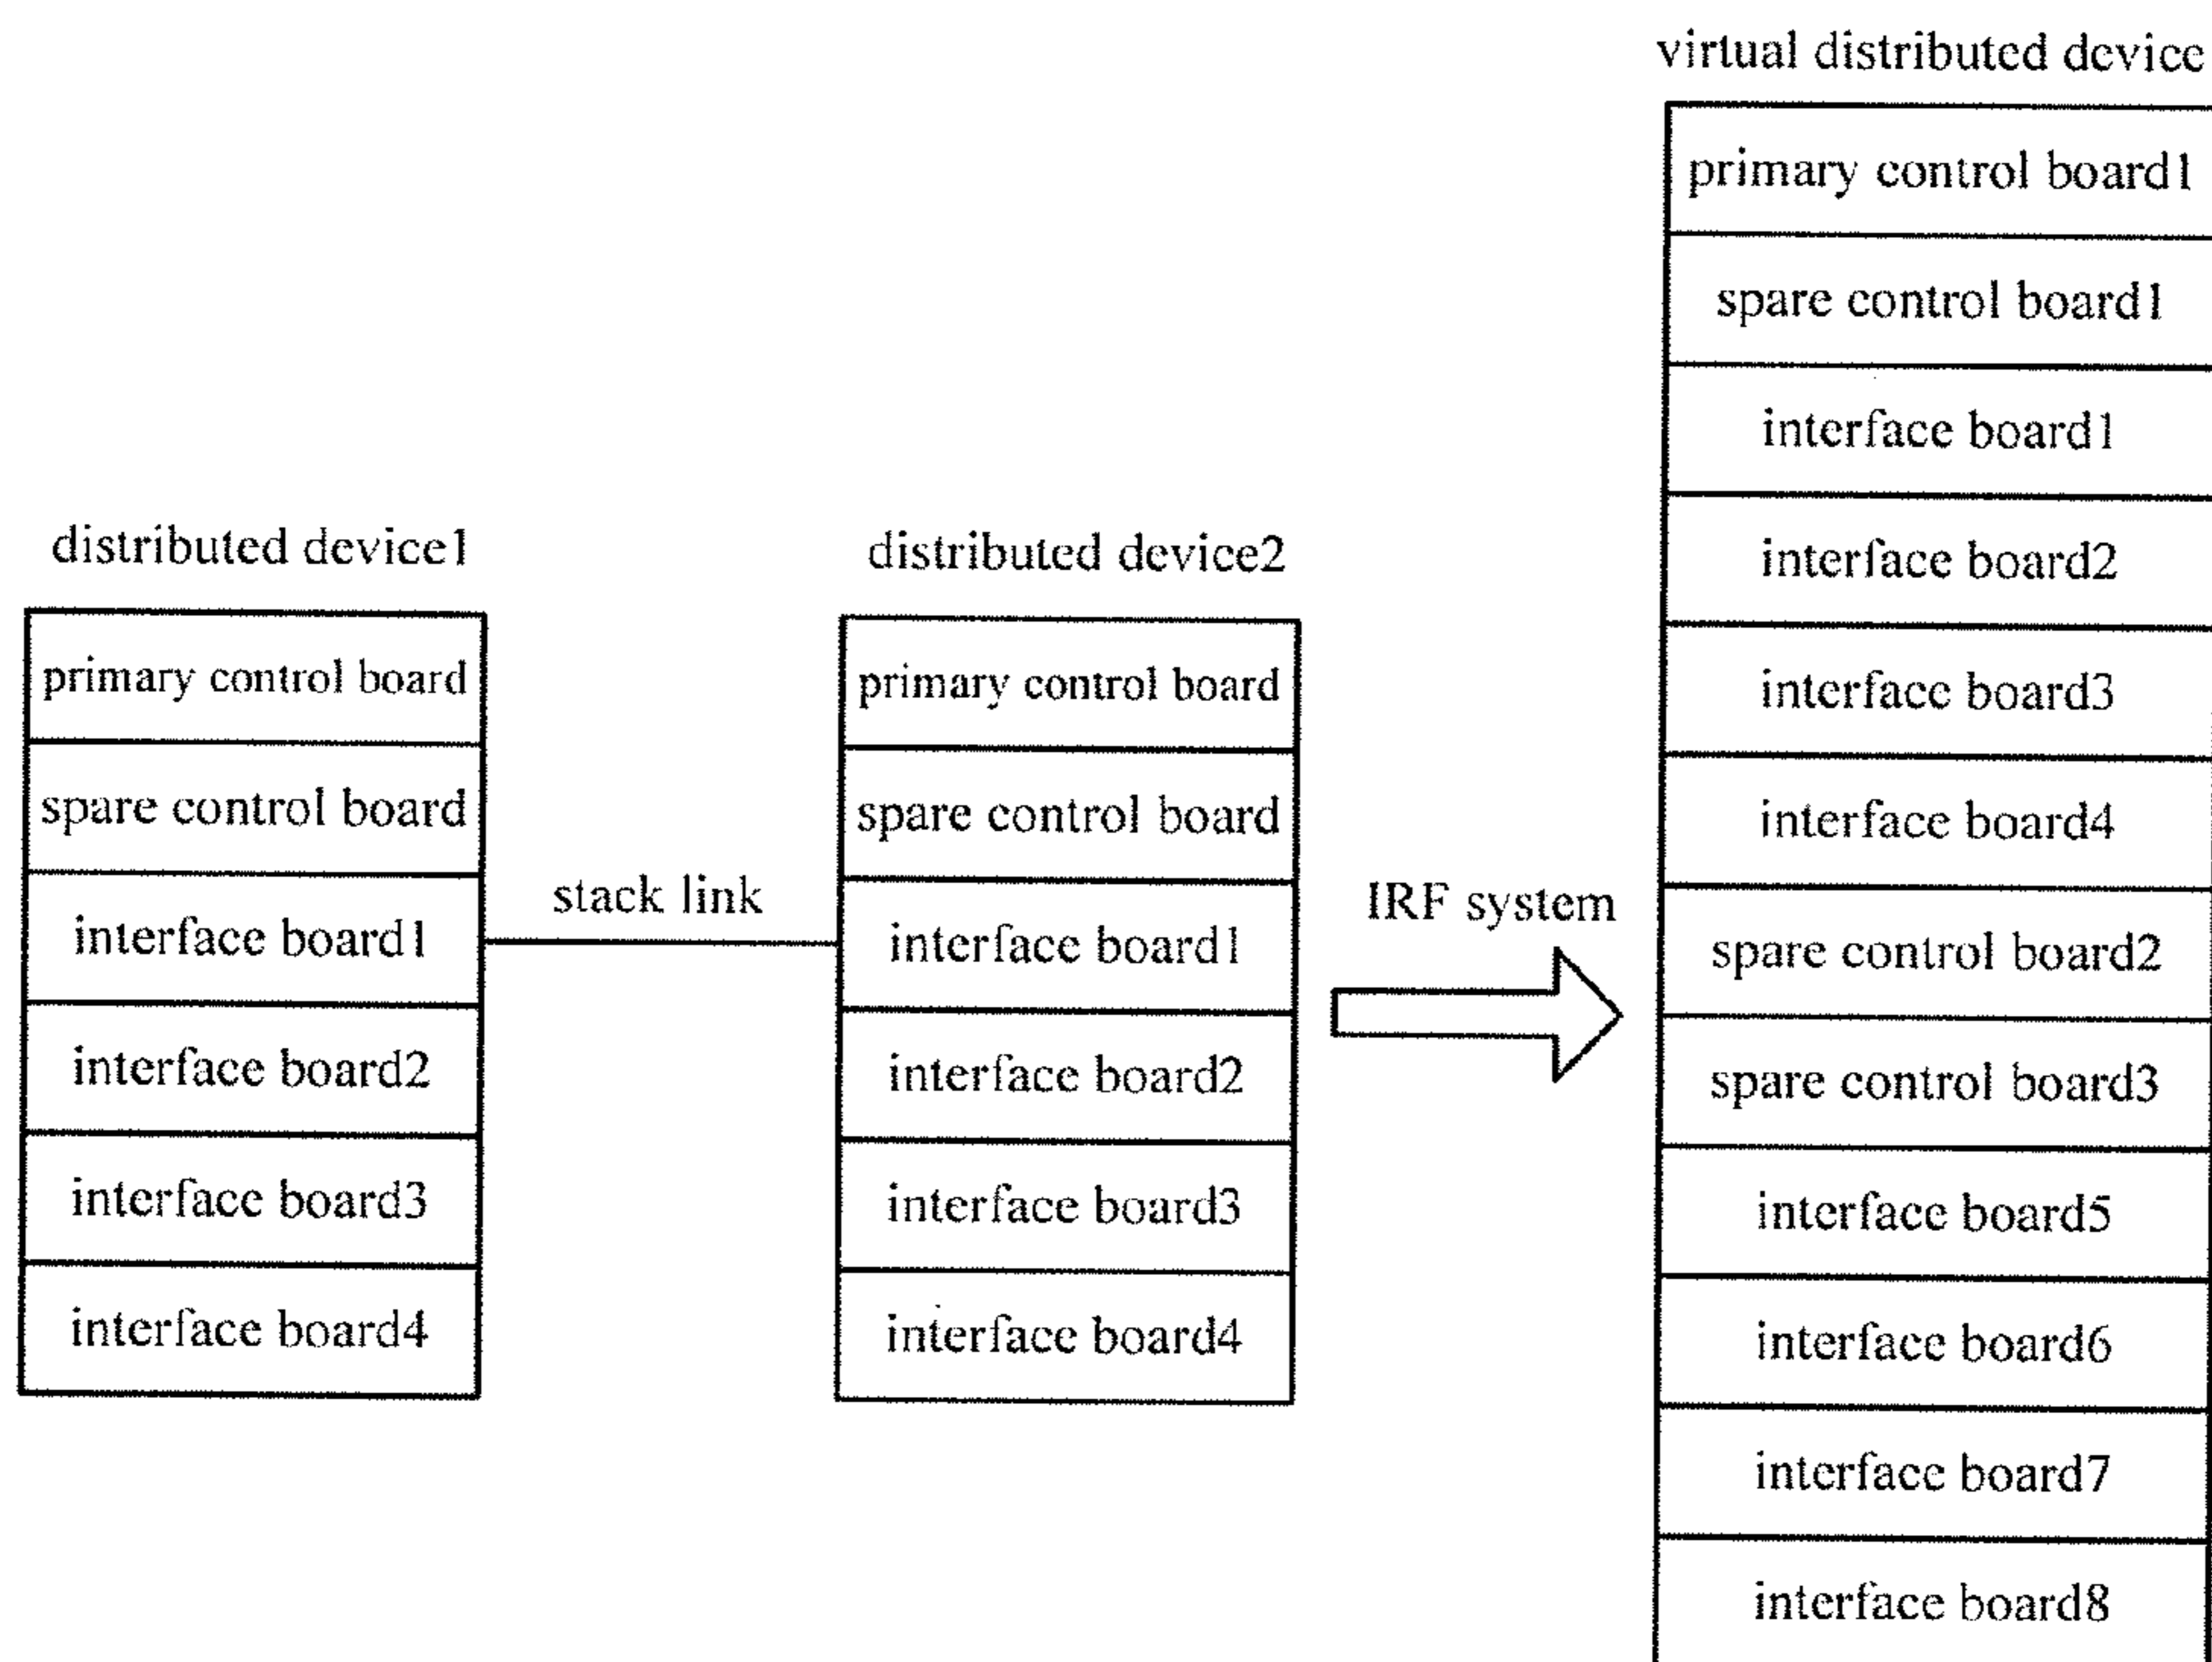 distributed device1
primary control board
spare control board
interface board1
interface board2
interface board3
interface board4
stack link
distributed device2
primary control board
spare control board
interface board1
interface board2
interface board3
interface board4
IRF system
virtual distributed device
primary control board1
spare control board1
interface board1
interface board2
interface board3
interface board4
spare control board2
spare control board3
interface board5
interface board6
interface board7
interface board8